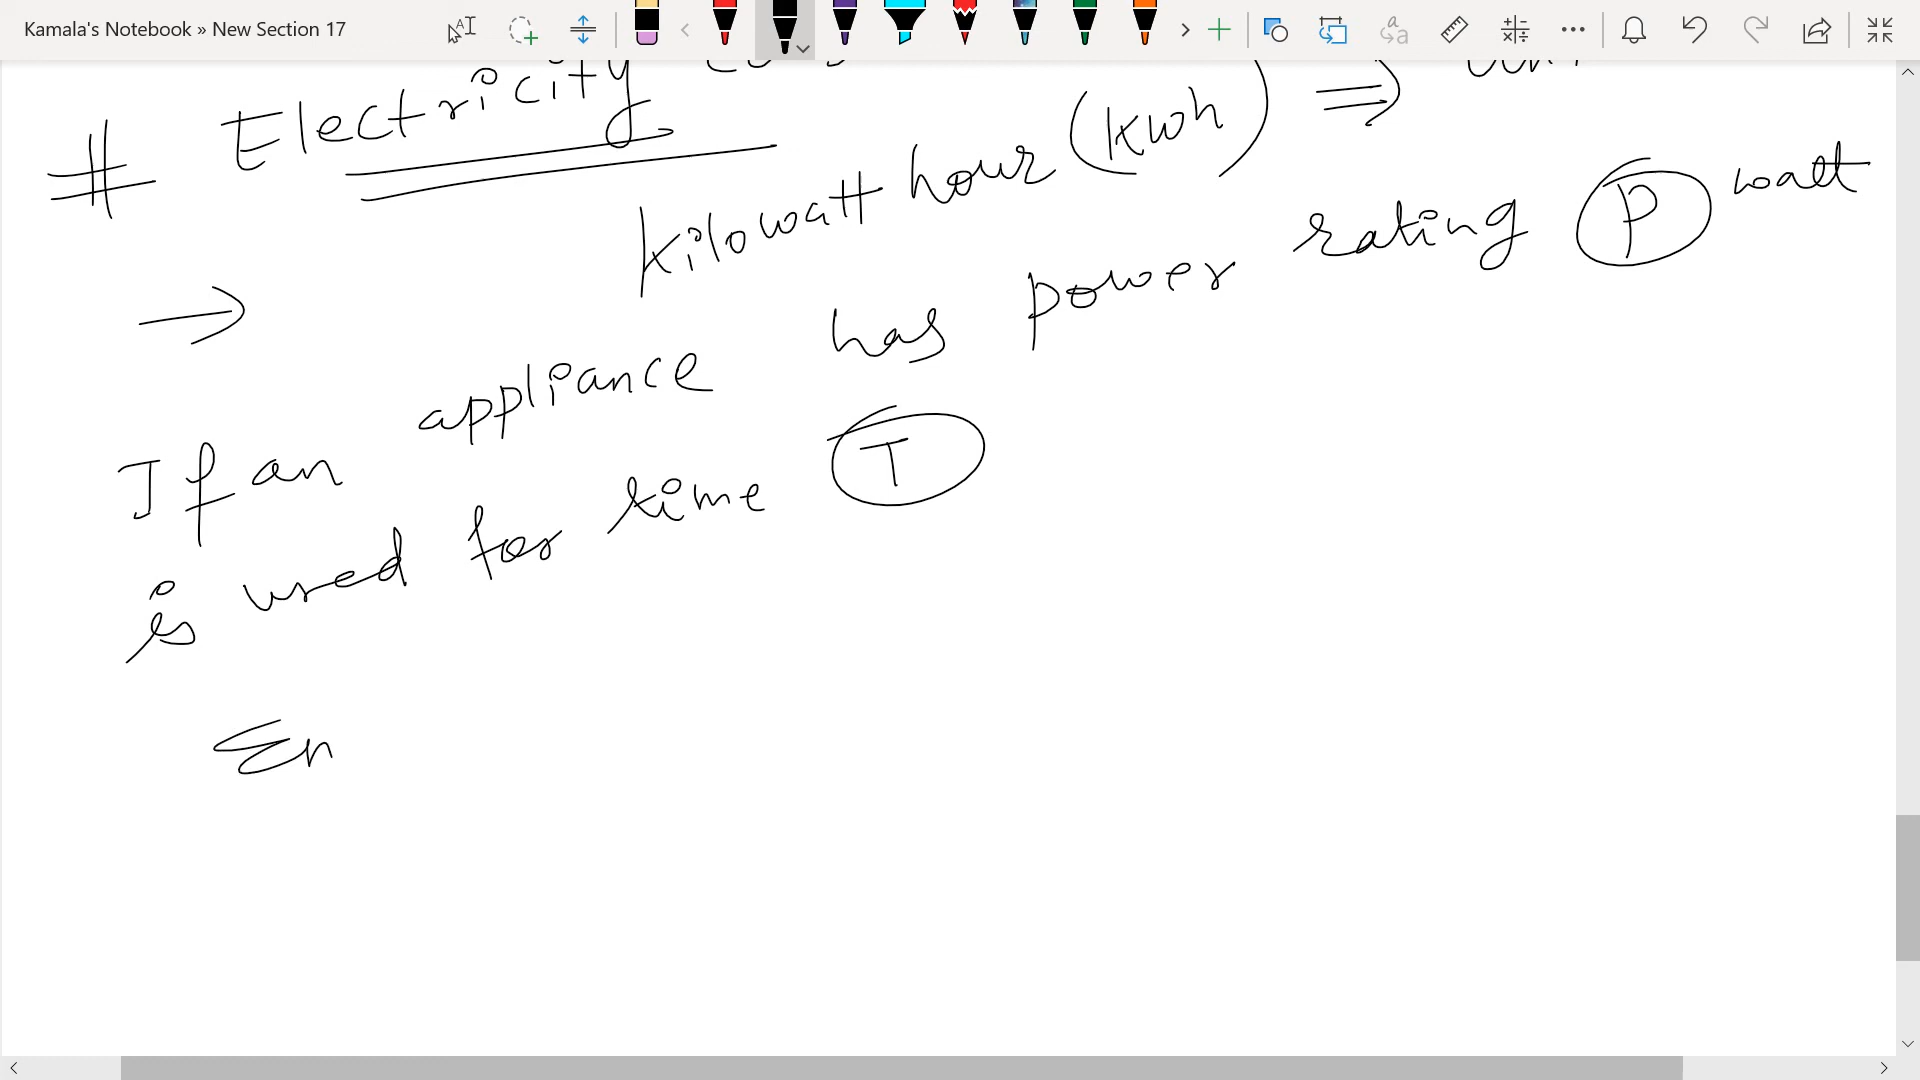 Kamala's Notebook » New Section 17
# Electricity
→ kilowatt hour (kwh) ⇒
If an appliance has power rating P watt
is used for time T
En